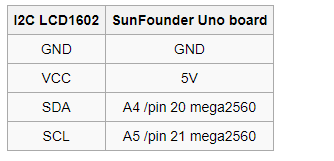 I2C LCD1602 SunFounder Uno board
GND GND
VCC 5V
SDA A4 /pin 20 mega2560
SCL A5 /pin 21 mega2560